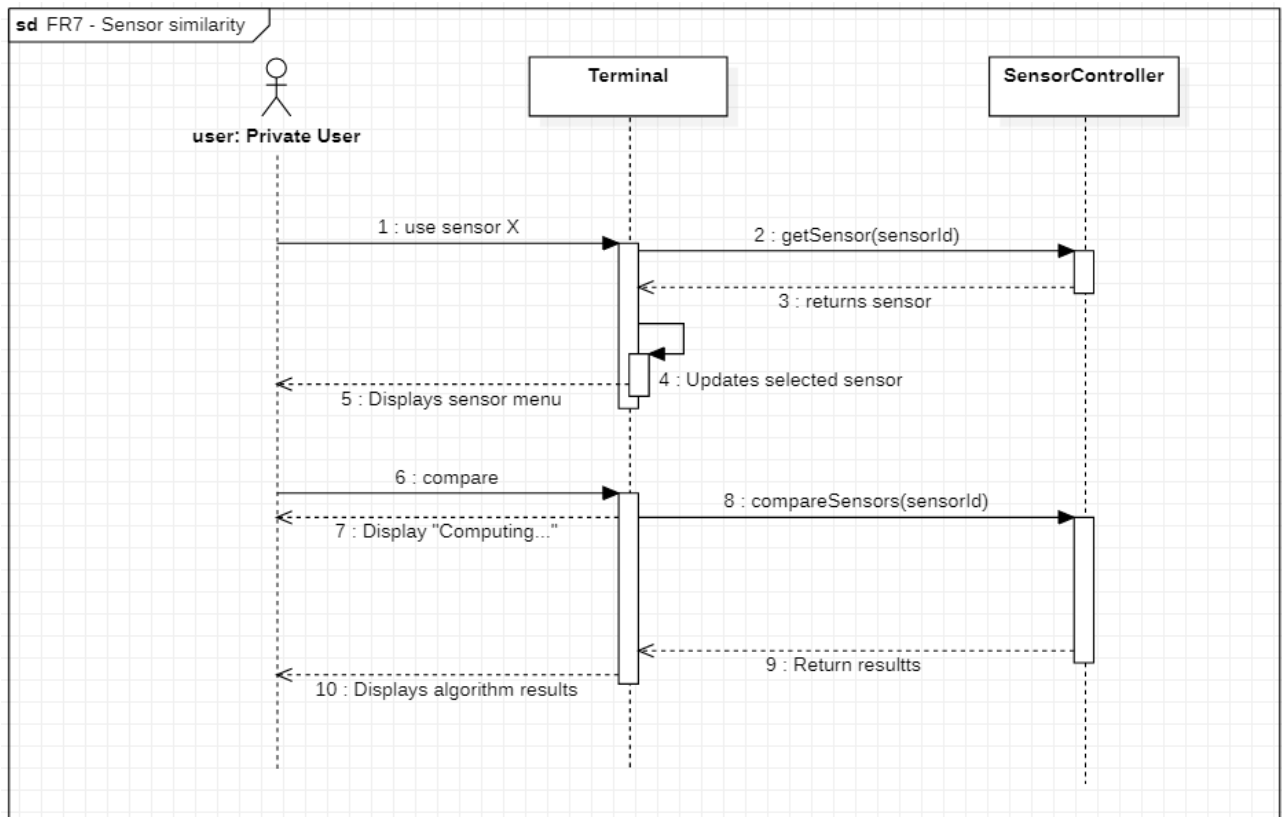 sd FR7 - Sensor similarity
Terminal
SensorController
user: Private User
1 : use sensor X
2 : getSensor(sensorId)
3 : returns sensor
4 : Updates selected sensor
5 : Displays sensor menu
6 : compare
8 : compareSensors(sensorId)
7 : Display "Computing..."
9 : Return resultts
10 : Displays algorithm results